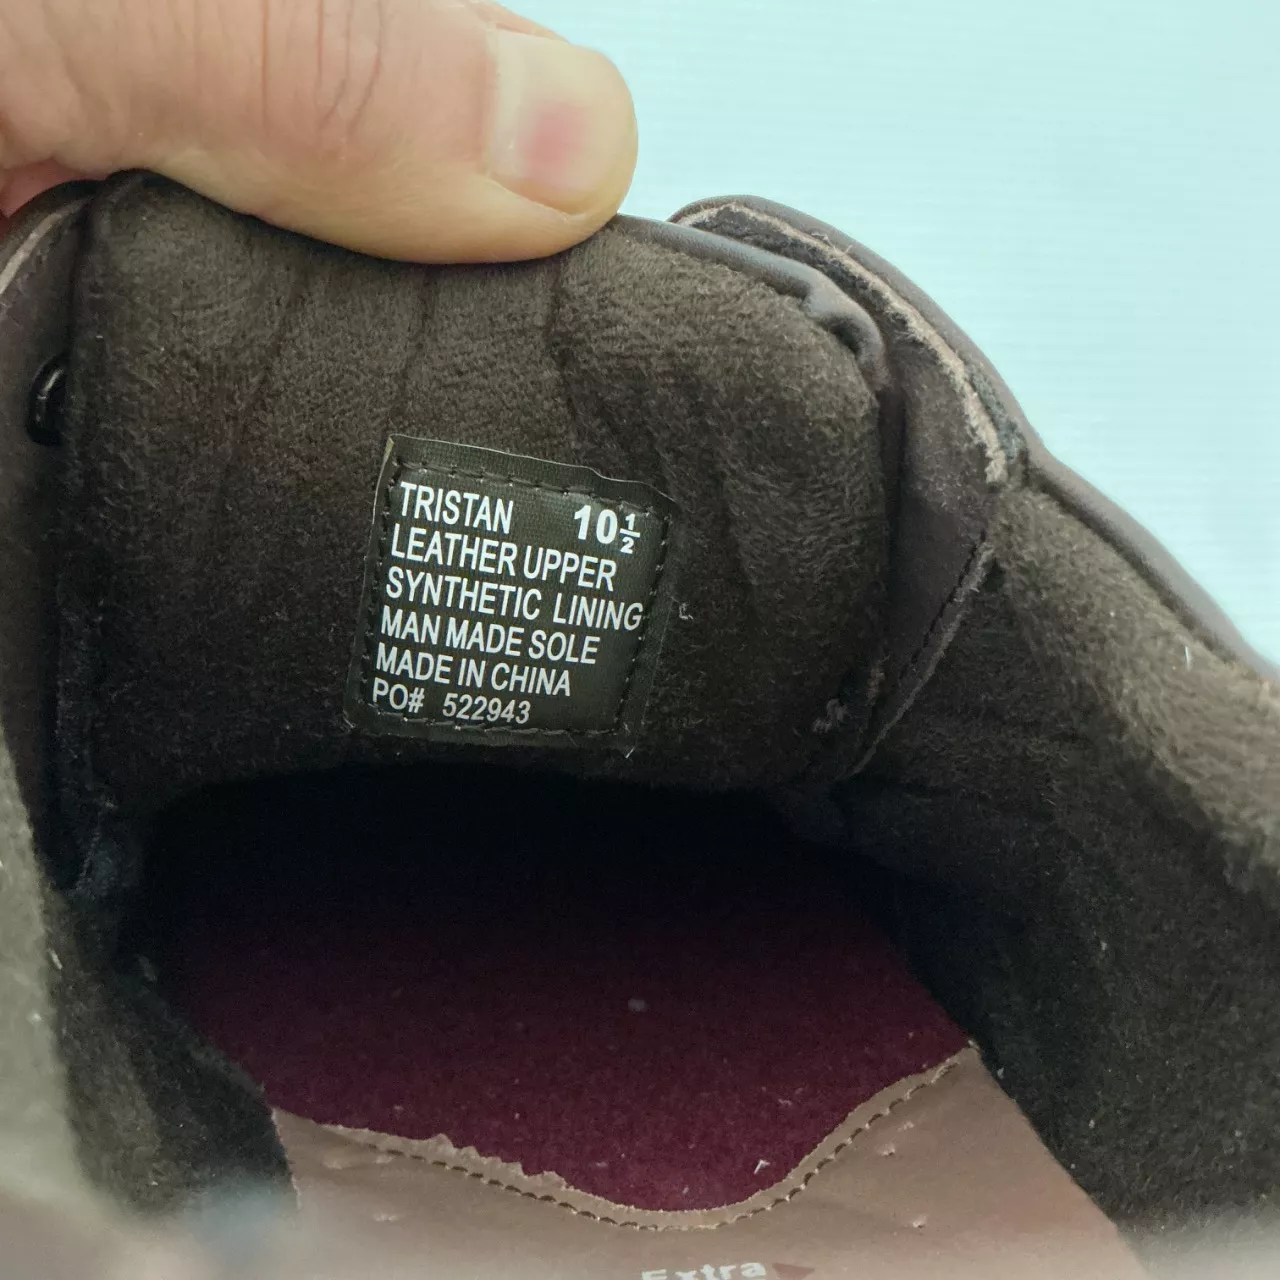 TRISTAN 10½
LEATHER UPPER
SYNTHETIC LINING
MAN MADE SOLE
MADE IN CHINA
PO# 522943
Extra